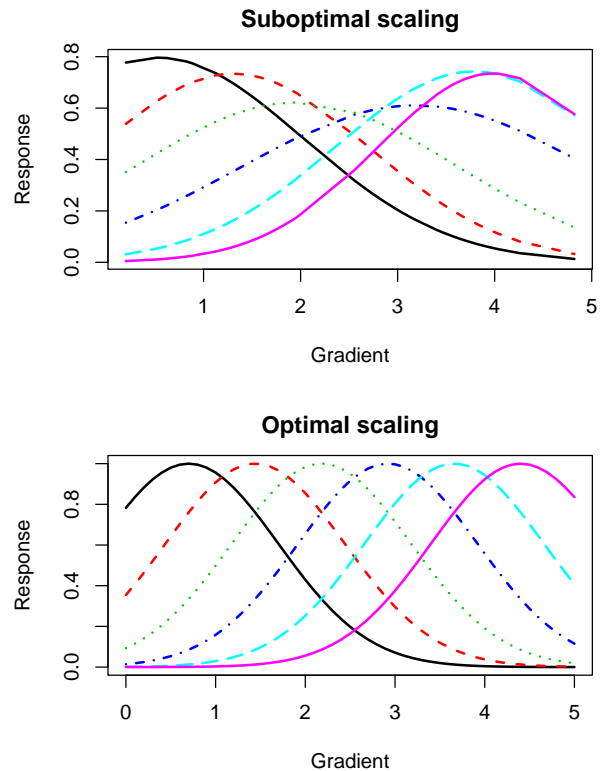 Suboptimal scaling
Response
0.0 0.2 0.4 0.6 0.8
1 2 3 4 5
Gradient
Optimal scaling
Response
0.0 0.4 0.8
0 1 2 3 4 5
Gradient